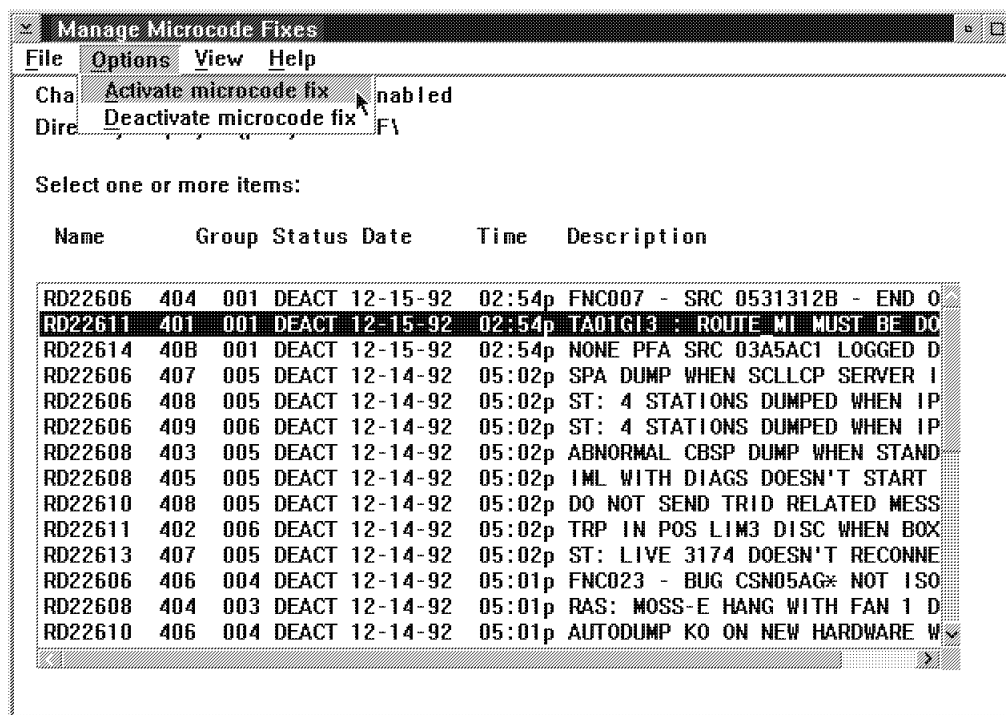 Manage Microcode Fixes
File Options View Help
Activate microcode fix
Deactivate microcode fix
Cha nabled
Dire F\
Select one or more items:
Name Group Status Date Time Description
RD22606 404 001 DEACT 12-15-92 02:54p FNC007 - SRC 0531312B - END O
RD22611 401 001 DEACT 12-15-92 02:54p TA01GI3 : ROUTE_MI MUST BE DO
RD22614 40B 001 DEACT 12-15-92 02:54p NONE PFA SRC 03A5AC1 LOGGED D
RD22606 407 005 DEACT 12-14-92 05:02p SPA DUMP WHEN SCLLCP SERVER I
RD22606 408 005 DEACT 12-14-92 05:02p ST: 4 STATIONS DUMPED WHEN IP
RD22606 409 006 DEACT 12-14-92 05:02p ST: 4 STATIONS DUMPED WHEN IP
RD22608 403 005 DEACT 12-14-92 05:02p ABNORMAL CBSP DUMP WHEN STAND
RD22608 405 005 DEACT 12-14-92 05:02p IML WITH DIAGS DOESN'T START
RD22610 408 005 DEACT 12-14-92 05:02p DO NOT SEND TRID RELATED MESS
RD22611 402 006 DEACT 12-14-92 05:02p TRP IN POS LIM3 DISC WHEN BOX
RD22613 407 005 DEACT 12-14-92 05:02p ST: LIVE 3174 DOESN'T RECONNE
RD22606 406 004 DEACT 12-14-92 05:01p FNC023 - BUG CSN05AG* NOT ISO
RD22608 404 003 DEACT 12-14-92 05:01p RAS: MOSS-E HANG WITH FAN 1 D
RD22610 406 004 DEACT 12-14-92 05:01p AUTODUMP KO ON NEW HARDWARE W